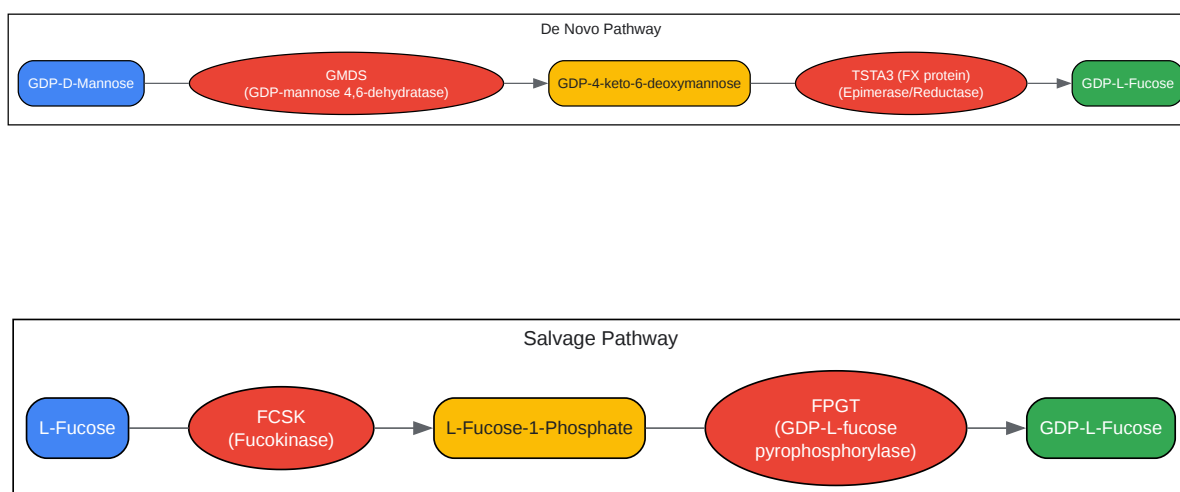 De Novo Pathway
GDP-D-Mannose
GMDS
(GDP-mannose 4,6-dehydratase)
GDP-4-keto-6-deoxymannose
TSTA3 (FX protein)
(Epimerase/Reductase)
GDP-L-Fucose
Salvage Pathway
L-Fucose
FCSK
(Fucokinase)
L-Fucose-1-Phosphate
FPGT
(GDP-L-fucose
pyrophosphorylase)
GDP-L-Fucose